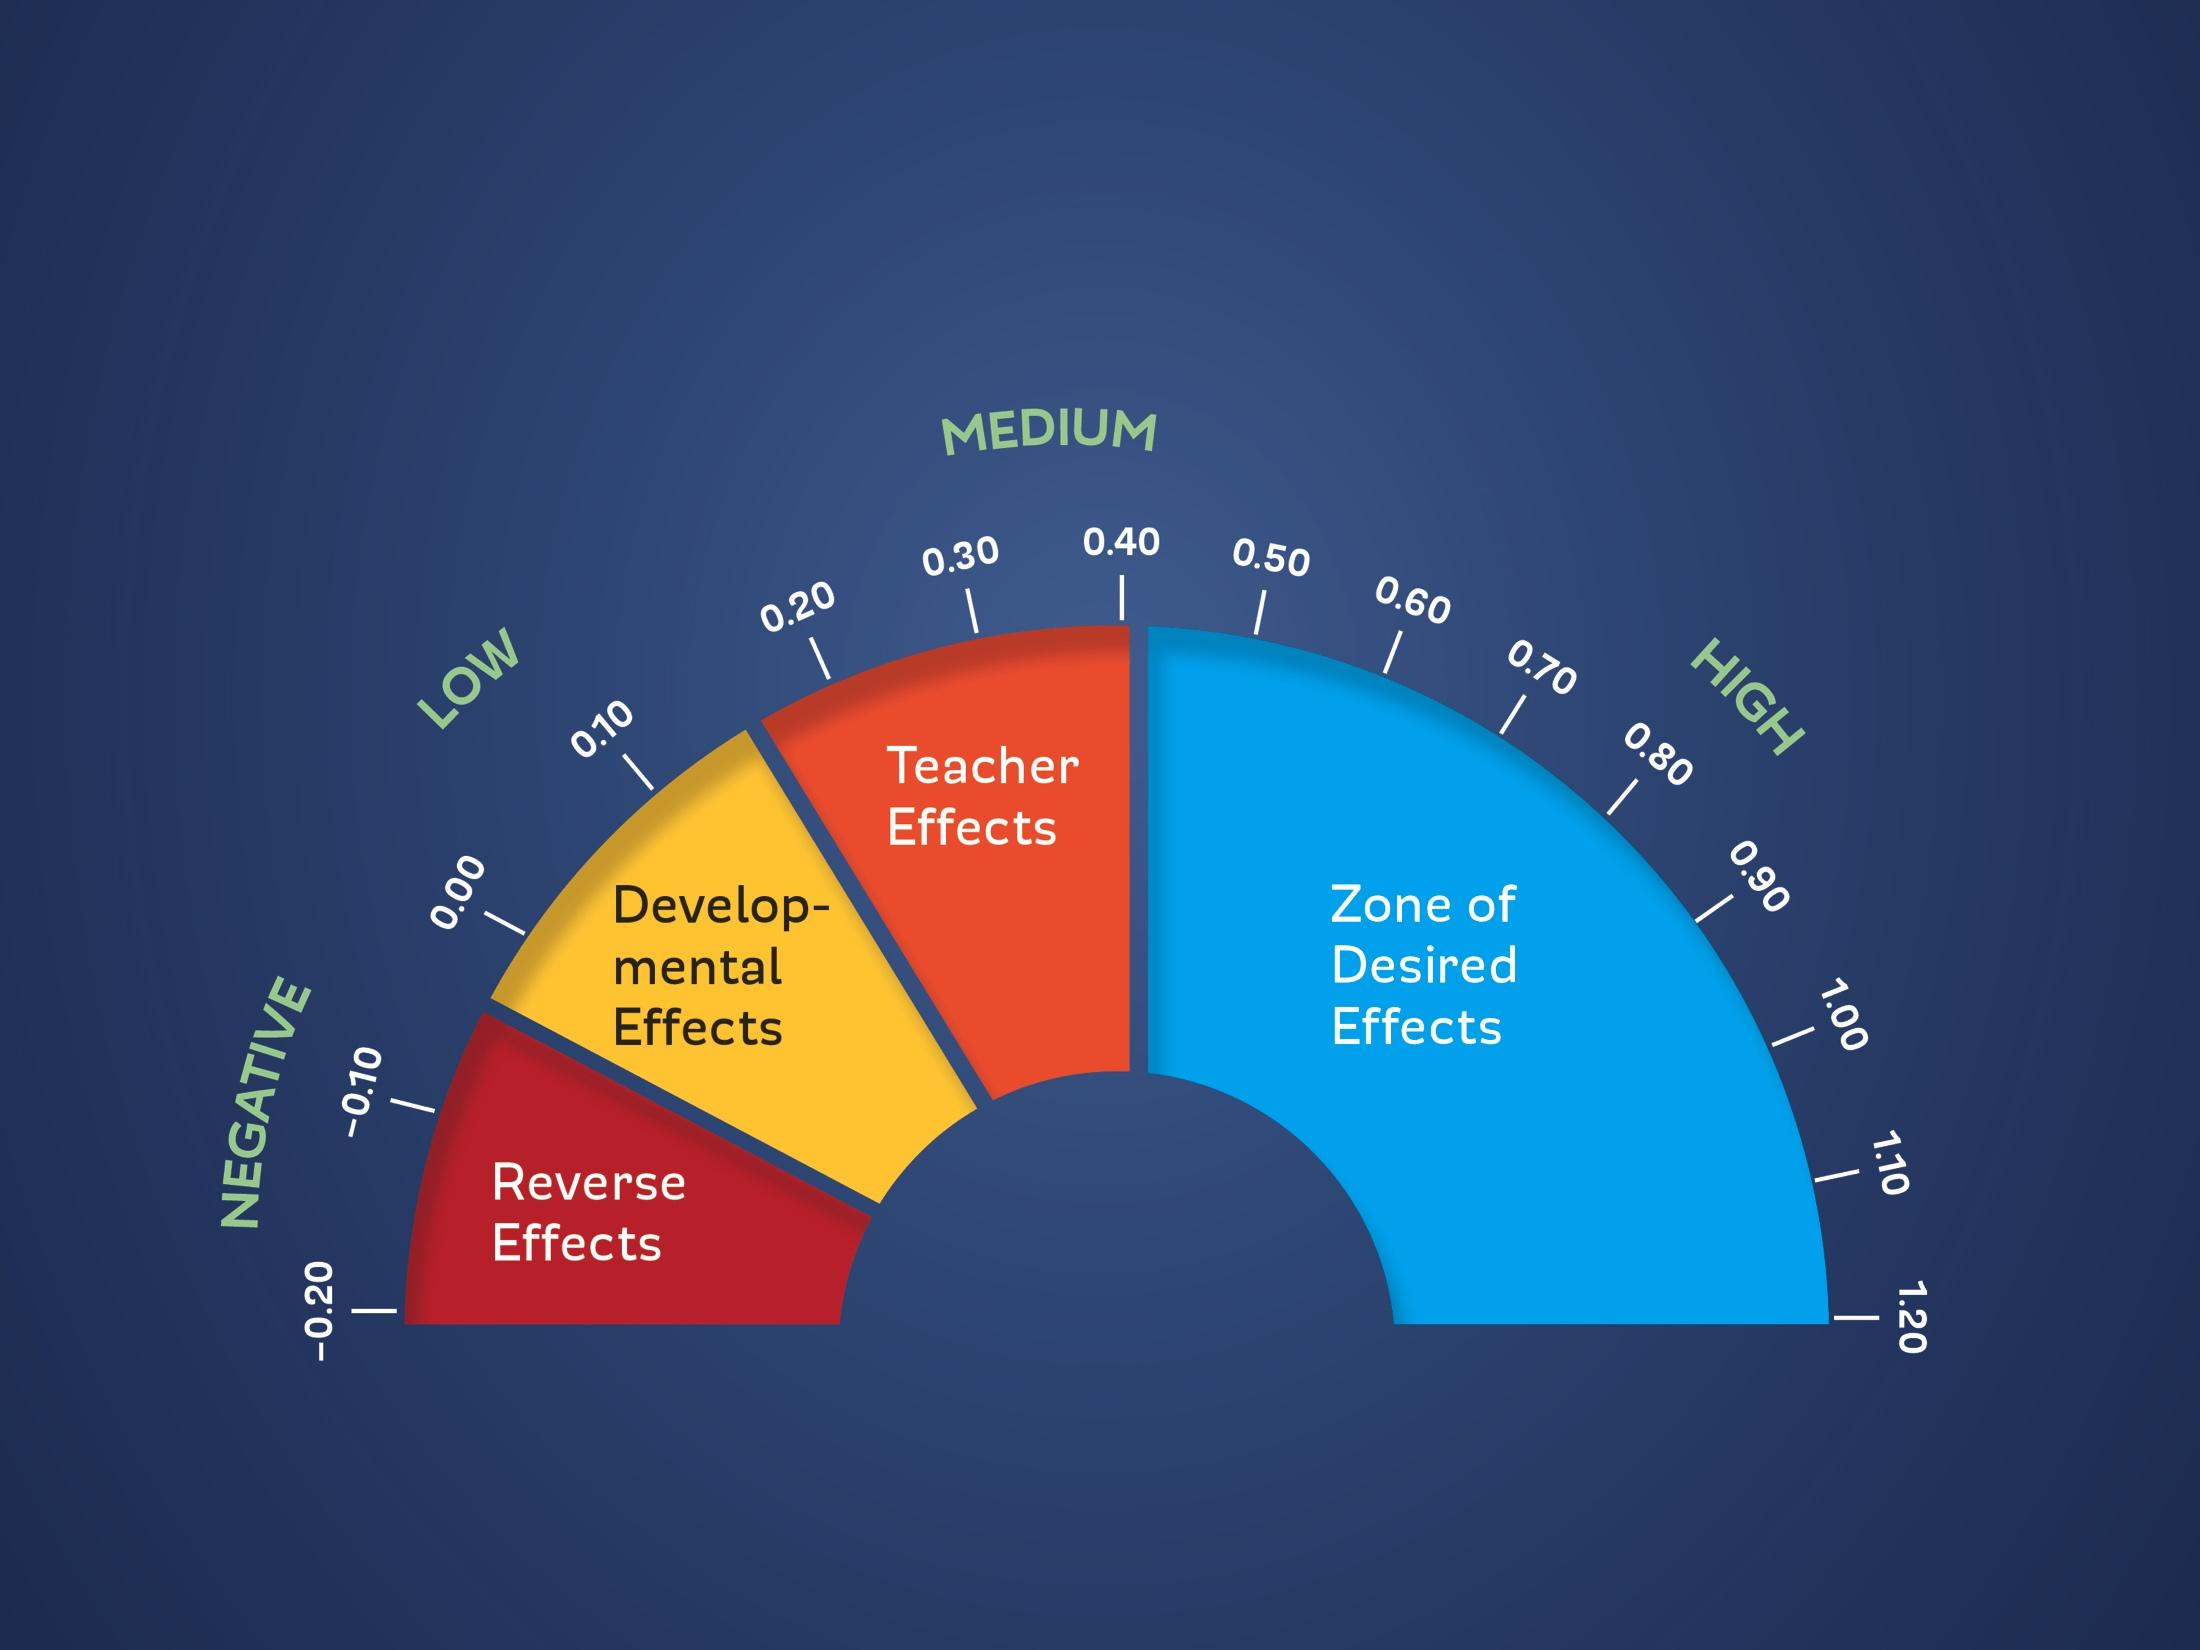 NEGATIVE
LOW
MEDIUM
HIGH
−0.20
−0.10
0.00
0.10
0.20
0.30
0.40
0.50
0.60
0.70
0.80
0.90
1.00
1.10
1.20
Reverse
Effects
Develop-
mental
Effects
Teacher
Effects
Zone of
Desired
Effects